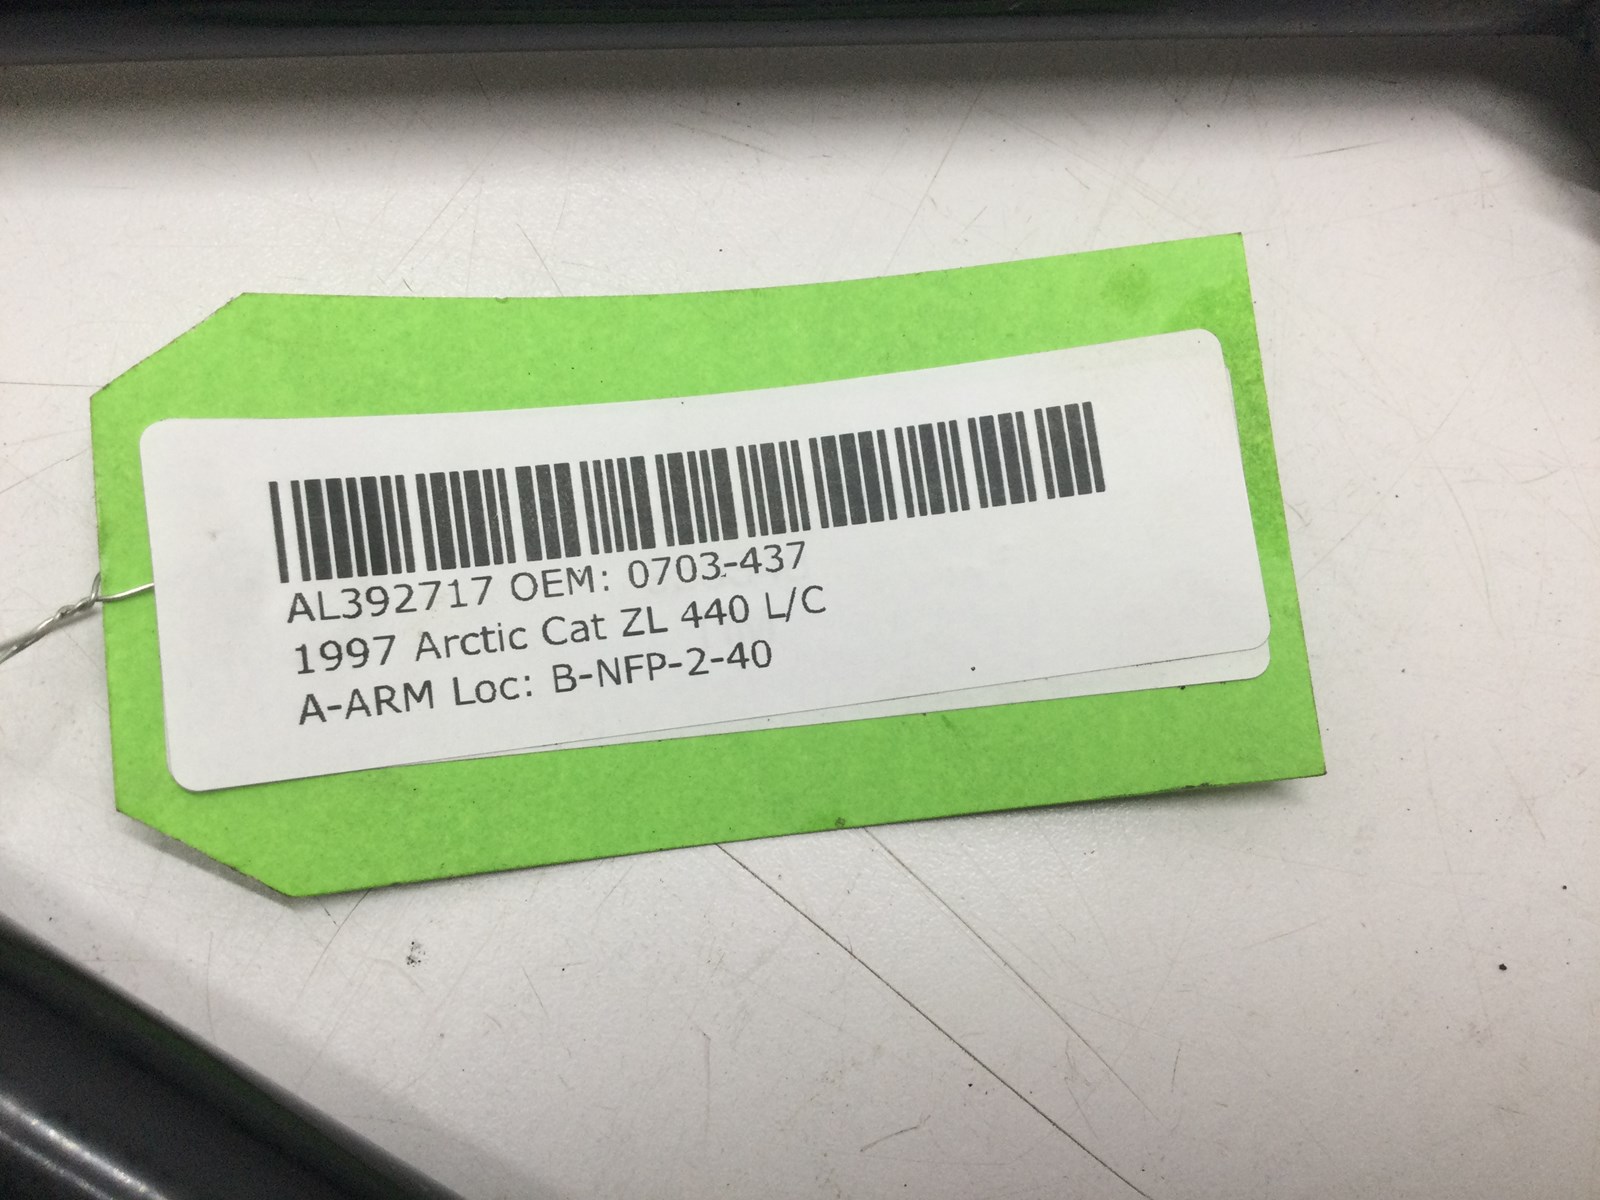 AL392717 OEM: 0703-437
1997 Arctic Cat ZL 440 L/C
A-ARM Loc: B-NFP-2-40